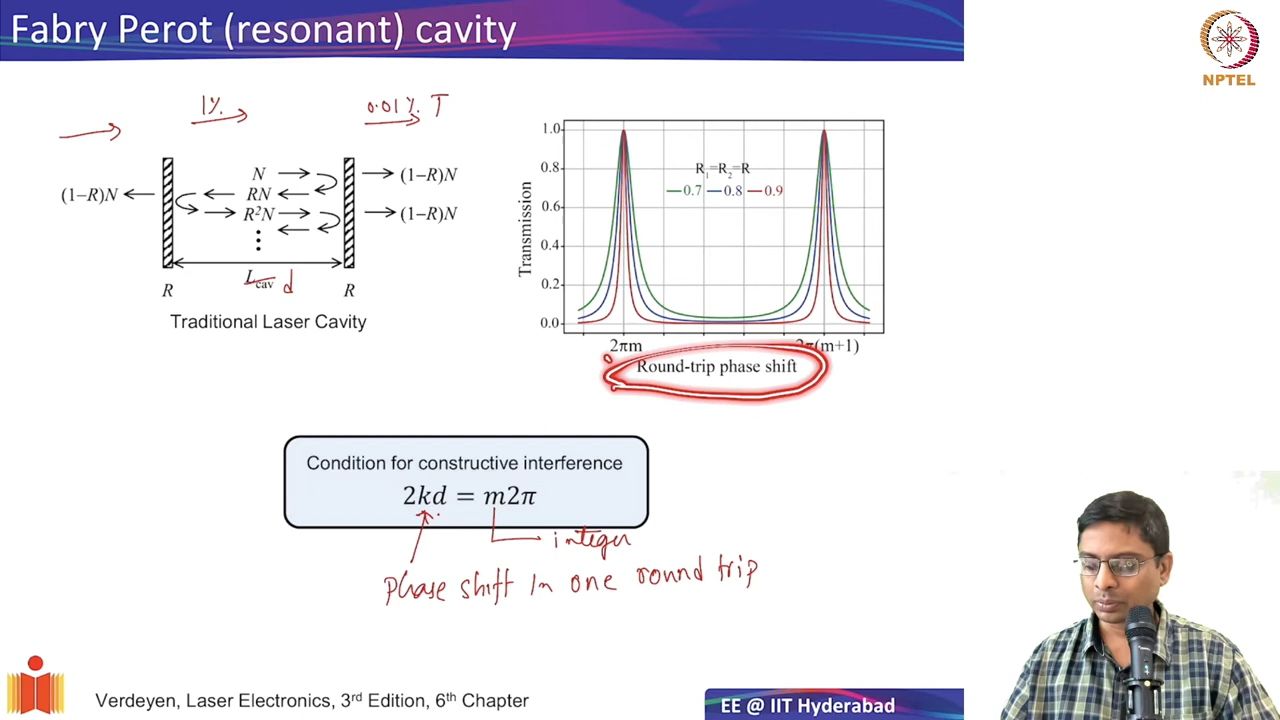 Fabry Perot (resonant) cavity
NPTEL
1%
0.01% T
N
(1−R)N
(1−R)N
RN
R²N
(1−R)N
⋮
L_cav d
R
R
Traditional Laser Cavity
Transmission
1.0
0.8
0.6
0.4
0.2
0.0
R₁=R₂=R
0.7 0.8 0.9
2πm
2π(m+1)
Round-trip phase shift
Condition for constructive interference
2kd = m2π
integer
Phase shift in one round trip
Verdeyen, Laser Electronics, 3rd Edition, 6th Chapter
EE @ IIT Hyderabad